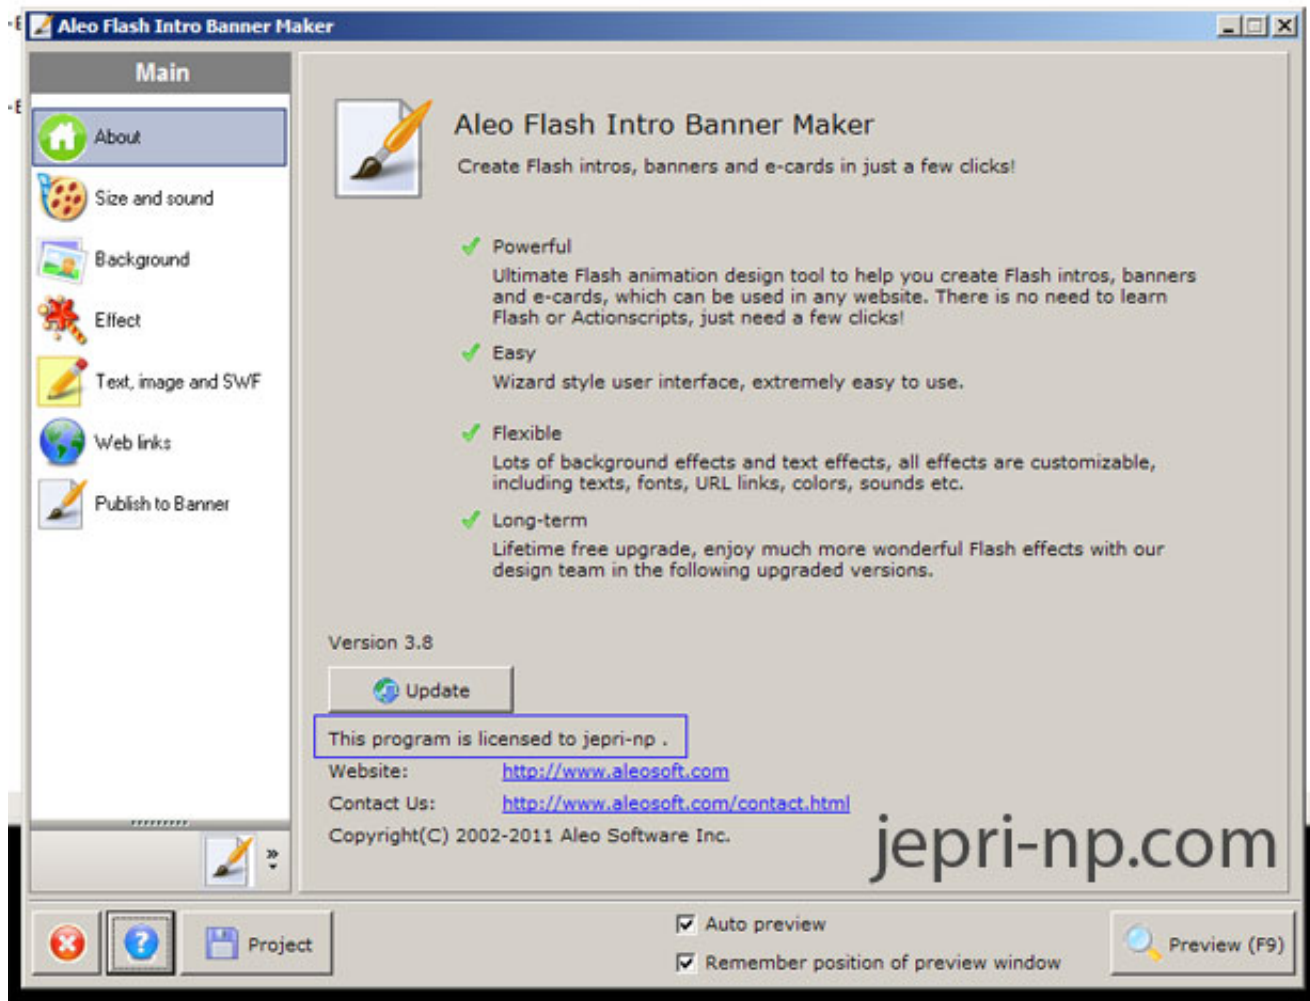 Aleo Flash Intro Banner Maker
Main
About
Size and sound
Background
Effect
Text, image and SWF
Web links
Publish to Banner
Aleo Flash Intro Banner Maker
Create Flash intros, banners and e-cards in just a few clicks!
Powerful
Ultimate Flash animation design tool to help you create Flash intros, banners
and e-cards, which can be used in any website. There is no need to learn
Flash or Actionscripts, just need a few clicks!
Easy
Wizard style user interface, extremely easy to use.
Flexible
Lots of background effects and text effects, all effects are customizable,
including texts, fonts, URL links, colors, sounds etc.
Long-term
Lifetime free upgrade, enjoy much more wonderful Flash effects with our
design team in the following upgraded versions.
Version 3.8
Update
This program is licensed to jepri-np .
Website: http://www.aleosoft.com
Contact Us: http://www.aleosoft.com/contact.html
Copyright(C) 2002-2011 Aleo Software Inc.
jepri-np.com
Project
Auto preview
Remember position of preview window
Preview (F9)